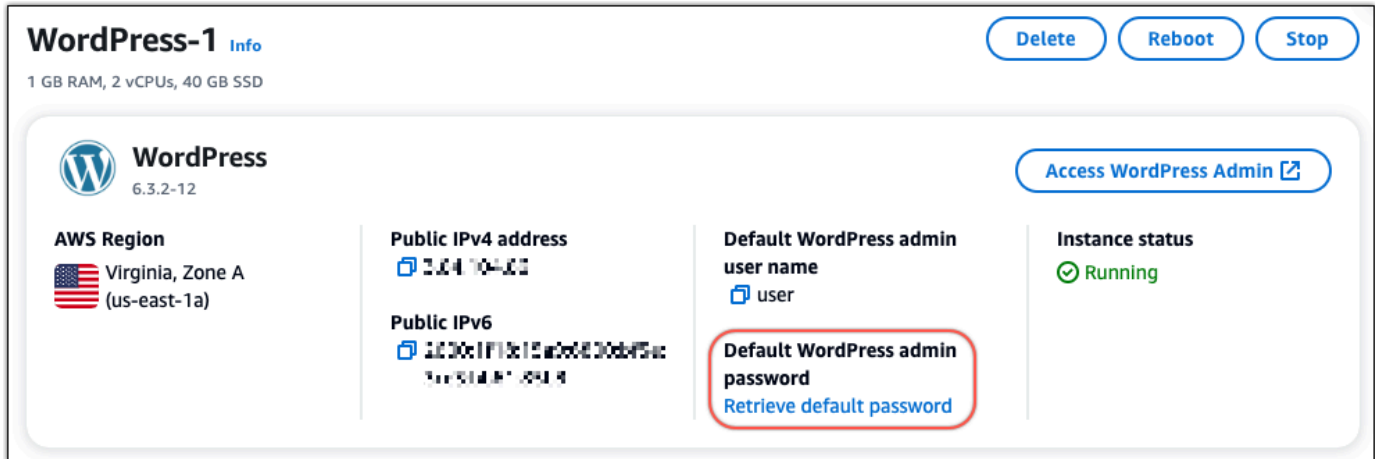 WordPress-1 Info
Delete
Reboot
Stop
1 GB RAM, 2 vCPUs, 40 GB SSD
WordPress
6.3.2-12
Access WordPress Admin
AWS Region
Virginia, Zone A
(us-east-1a)
Public IPv4 address
Public IPv6
Default WordPress admin
user name
user
Default WordPress admin
password
Retrieve default password
Instance status
Running